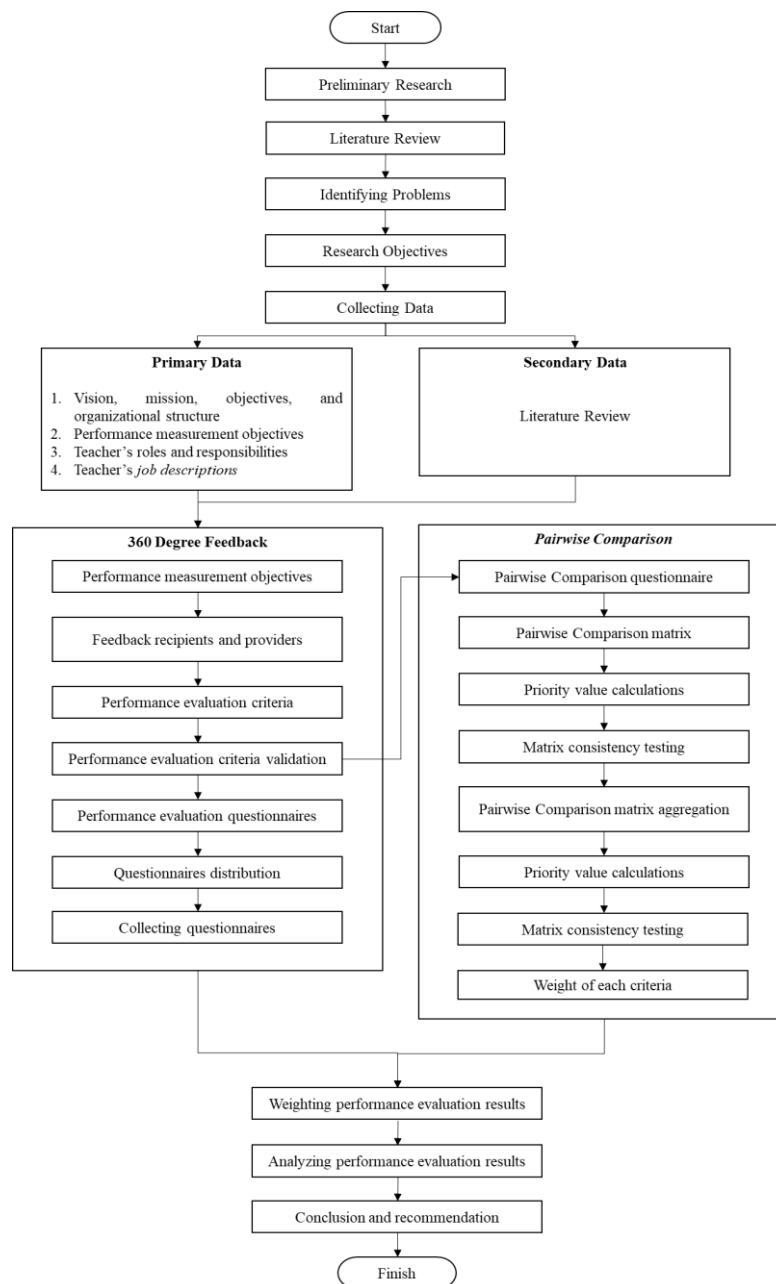 Start
Preliminary Research
Literature Review
Identifying Problems
Research Objectives
Collecting Data
Primary Data
1. Vision, mission, objectives, and
organizational structure
2. Performance measurement objectives
3. Teacher's roles and responsibilities
4. Teacher's job descriptions
Secondary Data
Literature Review
360 Degree Feedback
Performance measurement objectives
Feedback recipients and providers
Performance evaluation criteria
Performance evaluation criteria validation
Performance evaluation questionnaires
Questionnaires distribution
Collecting questionnaires
Pairwise Comparison
Pairwise Comparison questionnaire
Pairwise Comparison matrix
Priority value calculations
Matrix consistency testing
Pairwise Comparison matrix aggregation
Priority value calculations
Matrix consistency testing
Weight of each criteria
Weighting performance evaluation results
Analyzing performance evaluation results
Conclusion and recommendation
Finish